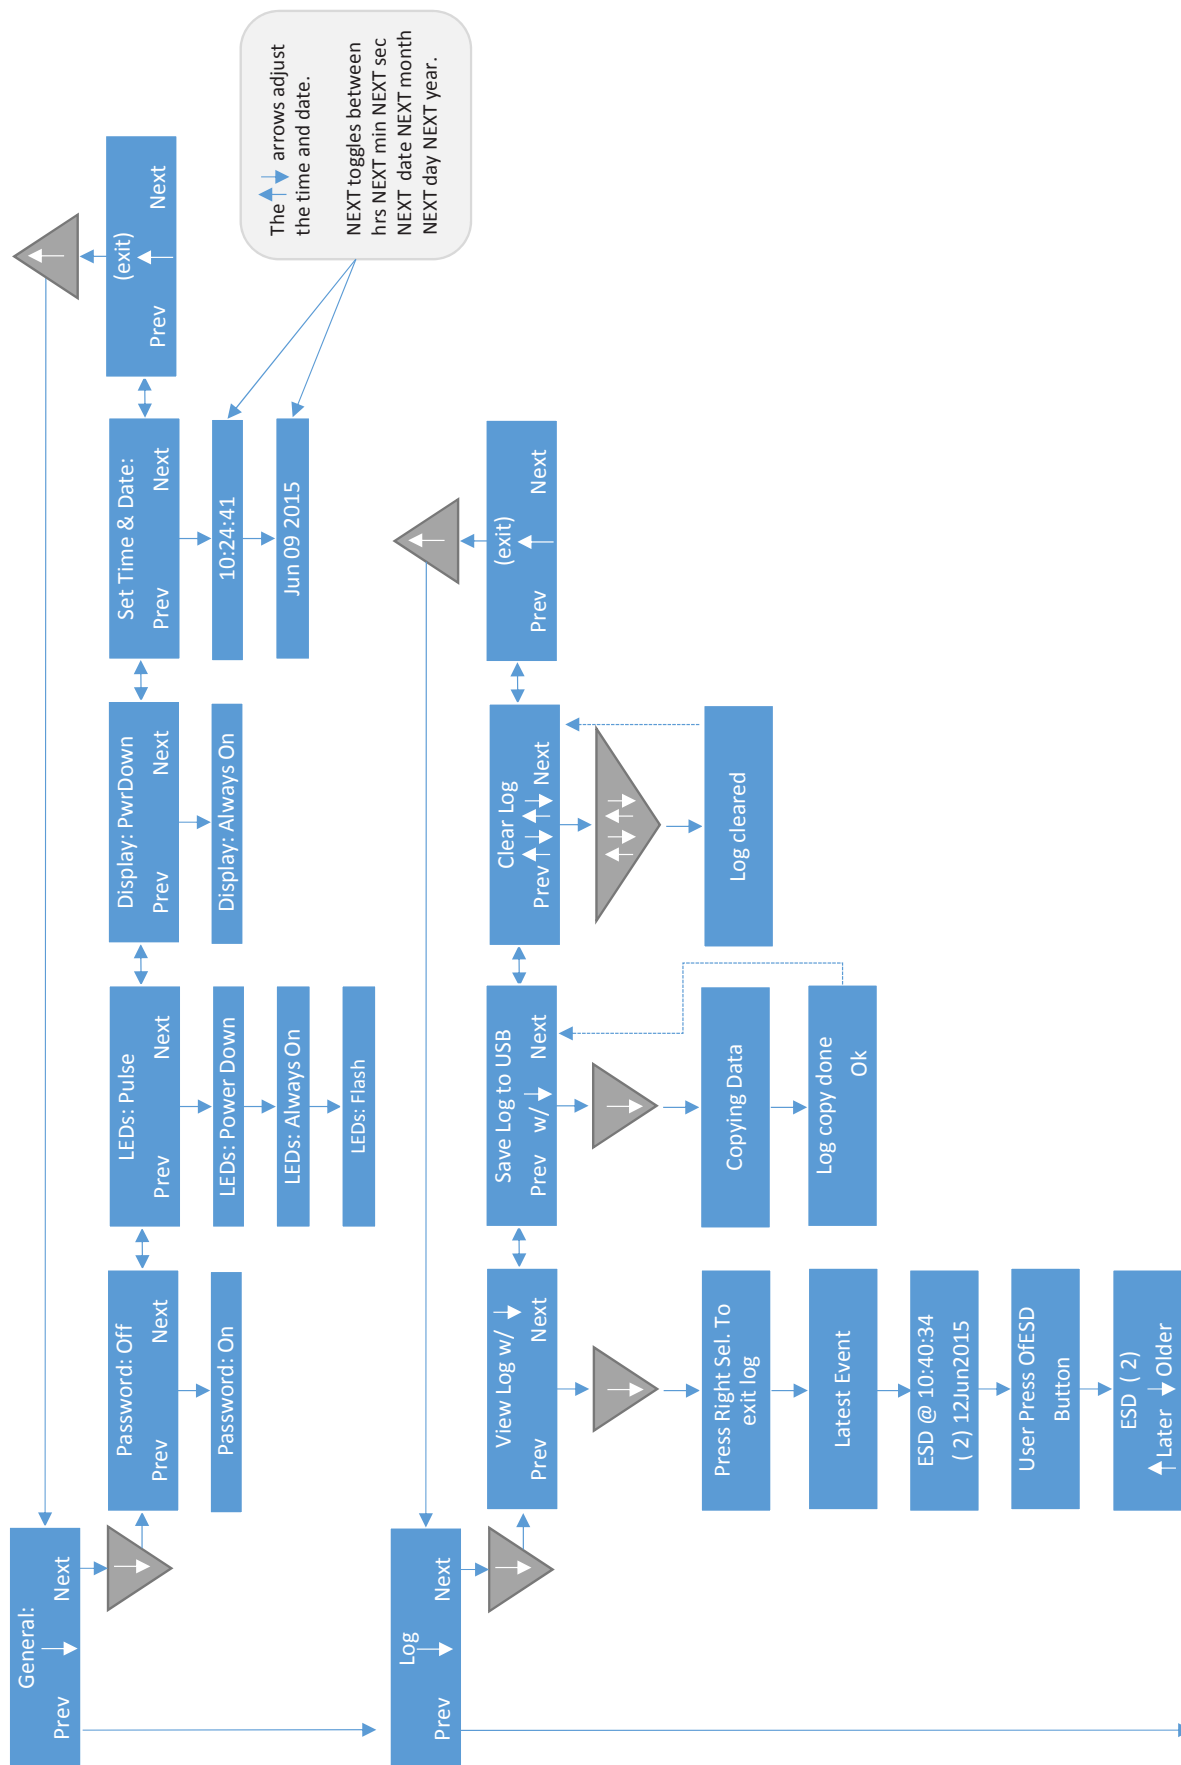 General:
Prev Next
Password: Off
Prev Next
Password: On
LEDs: Pulse
Prev Next
LEDs: Power Down
LEDs: Always On
LEDs: Flash
Display: PwrDown
Prev Next
Display: Always On
Set Time & Date:
Prev Next
10:24:41
Jun 09 2015
(exit)
Prev Next
The ↑↓ arrows adjust
the time and date.
NEXT toggles between
hrs NEXT min NEXT sec
NEXT date NEXT month
NEXT day NEXT year.
Log
Prev Next
View Log w/ ↓
Prev Next
Press Right Sel. To
exit log
Latest Event
ESD @ 10:40:34
( 2) 12Jun2015
User Press OfESD
Button
ESD ( 2)
↑Later ↓Older
Save Log to USB
Prev w/ ↓ Next
Copying Data
Log copy done
Ok
Clear Log
Prev ↑↓↑↓ Next
Log cleared
(exit)
Prev Next